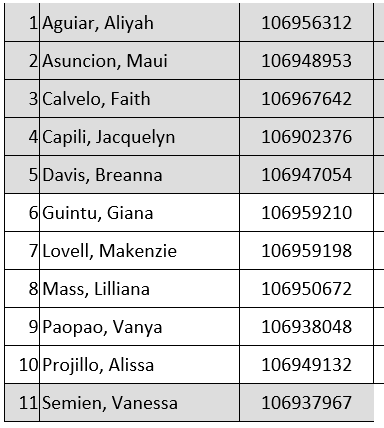 1 Aguiar, Aliyah 106956312
2 Asuncion, Maui 106948953
3 Calvelo, Faith 106967642
4 Capili, Jacquelyn 106902376
5 Davis, Breanna 106947054
6 Guintu, Giana 106959210
7 Lovell, Makenzie 106959198
8 Mass, Lilliana 106950672
9 Paopao, Vanya 106938048
10 Projillo, Alissa 106949132
11 Semien, Vanessa 106937967